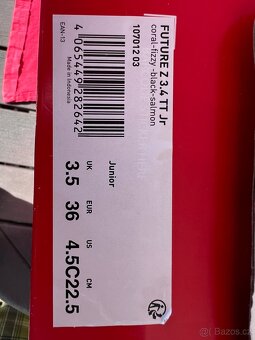 FUTURE Z 3.4 TT Jr
coral-fizzy -black-salmon
107012 03
Junior
EAN-13
4 065449 282642
Made in Indonesia
UK EUR US CM
3.5 36 4.5C 22.5
bazoš.cz